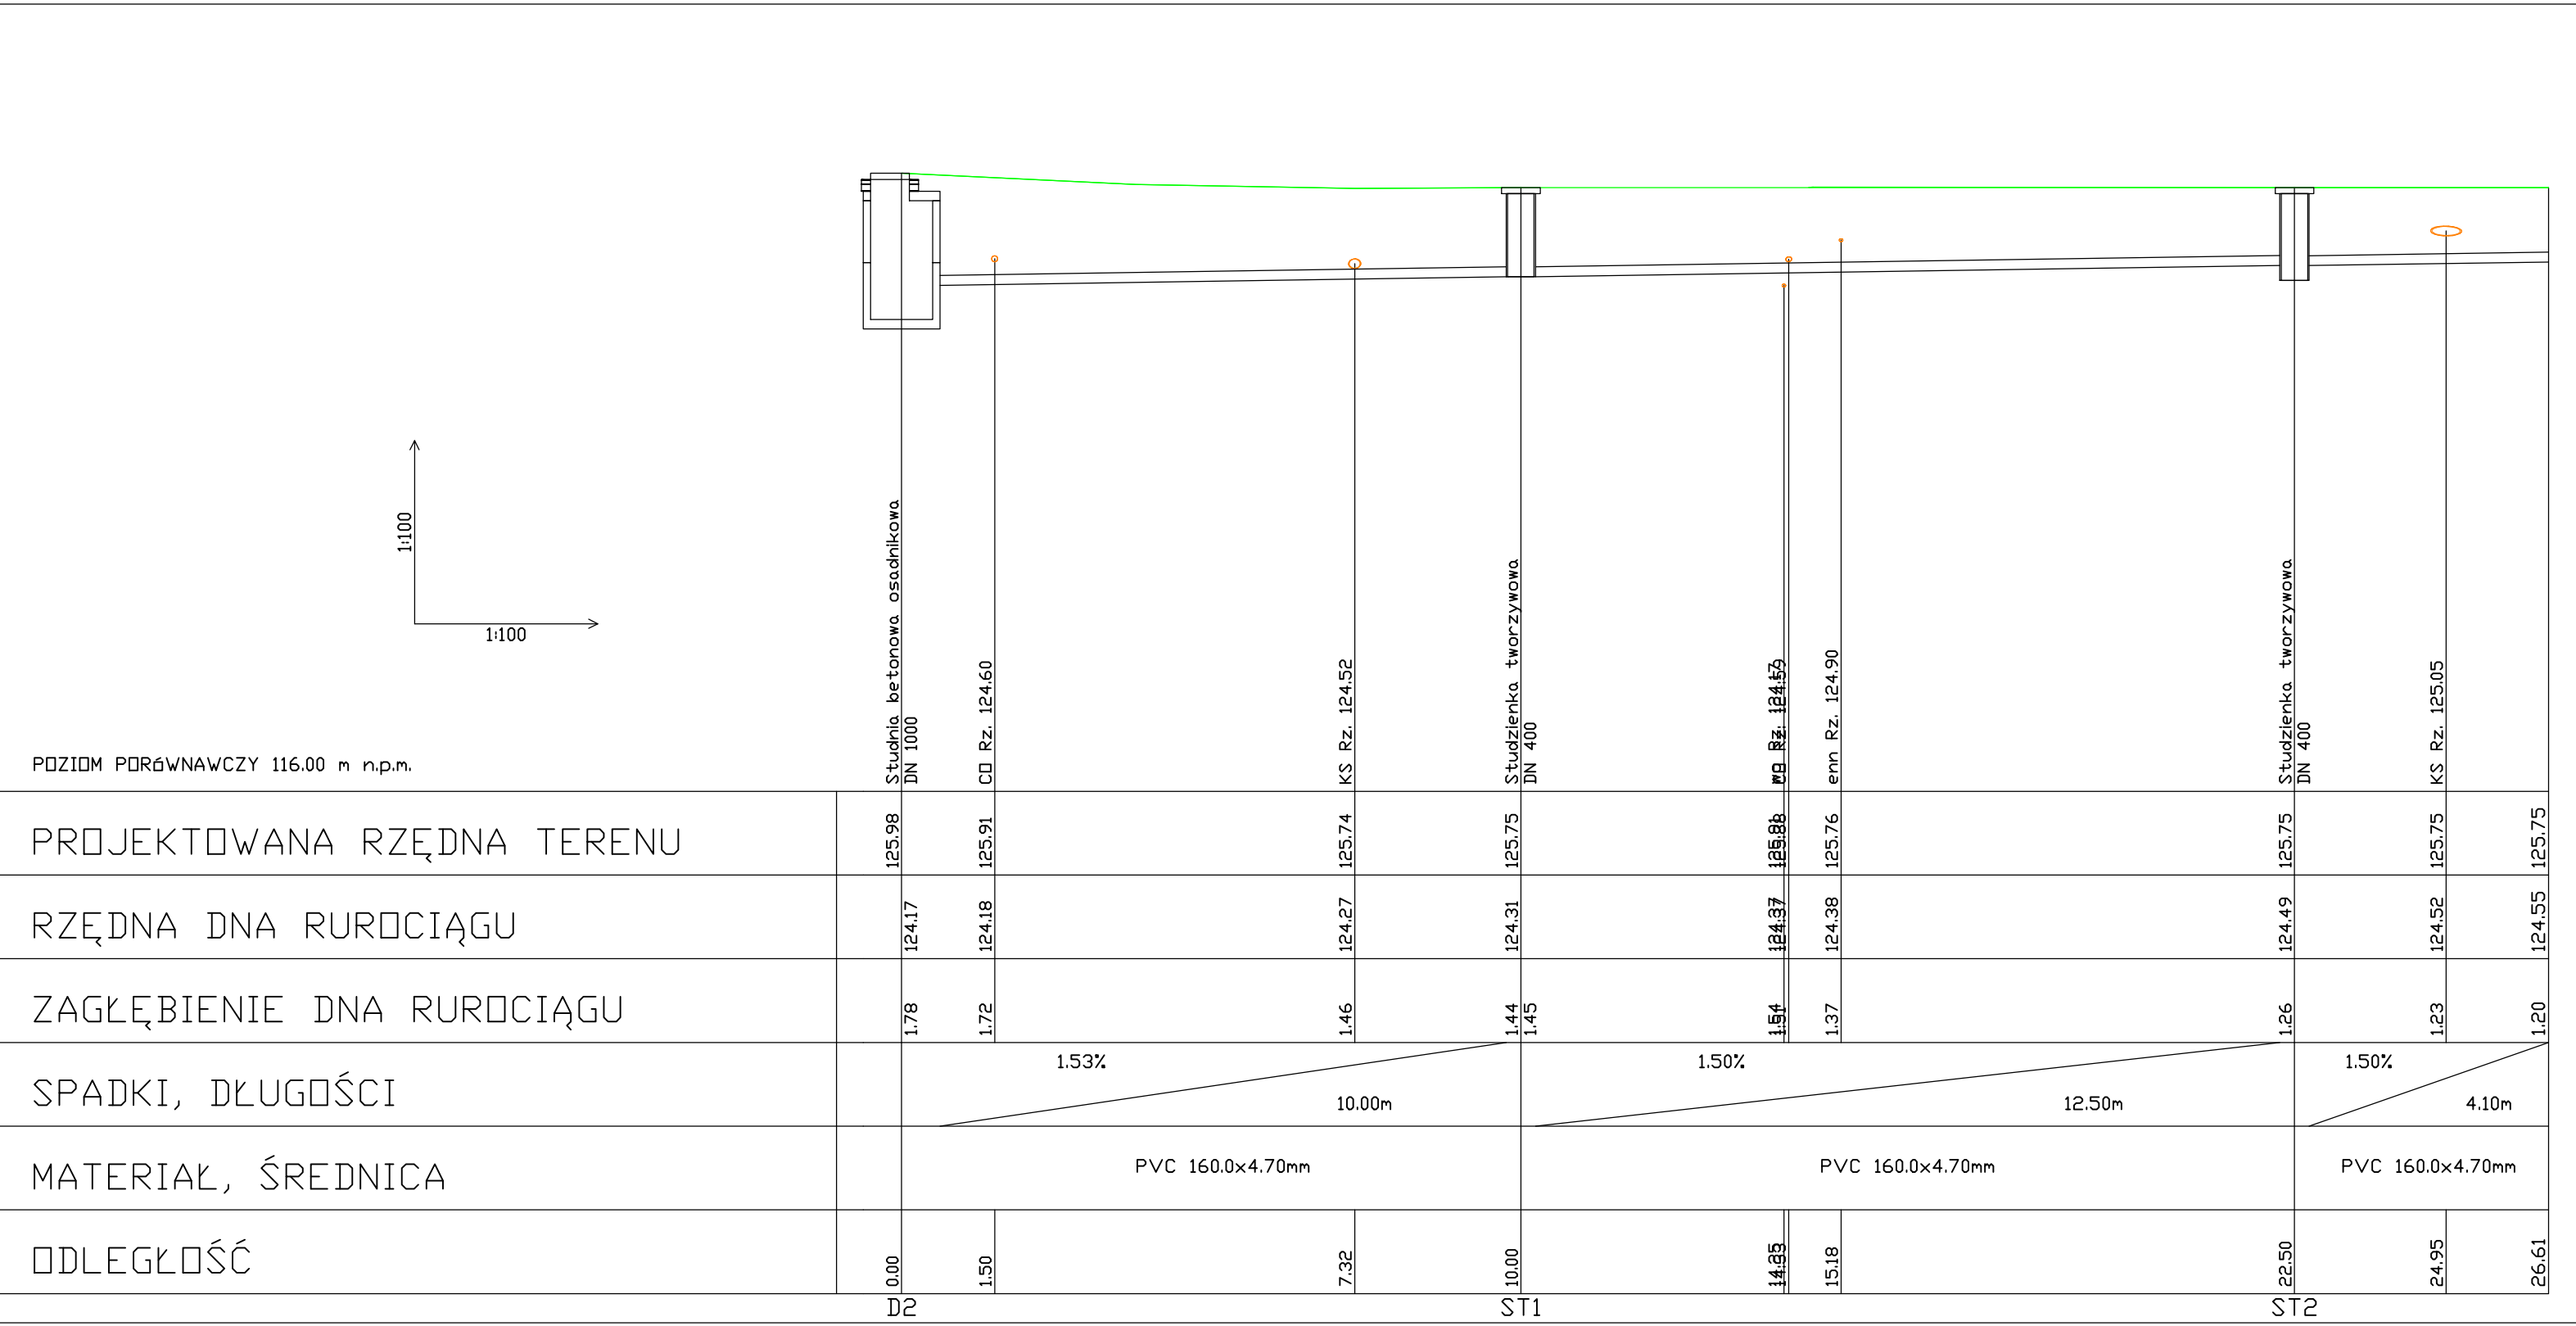 1:100
1:100
Studnia betonowa osadnikowa
DN 1000
CO Rz. 124.60
KS Rz. 124.52
Studzienka tworzywowa
DN 400
enn Rz. 124.90
Studzienka tworzywowa
DN 400
KS Rz. 125.05
POZIOM PORóWNAWCZY 116.00 m n.p.m.
PROJEKTOWANA RZĘDNA TERENU
125.98 125.91 125.74 125.75 125.76 125.75 125.75 125.75
RZĘDNA DNA RUROCIĄGU
124.17 124.18 124.27 124.31 124.37 124.38 124.49 124.52 124.55
ZAGŁĘBIENIE DNA RUROCIĄGU
1.78 1.72 1.46 1.44 1.45 1.37 1.26 1.23 1.20
SPADKI, DŁUGOŚCI
1.53% 1.50% 1.50%
10.00m 12.50m 4.10m
MATERIAŁ, ŚREDNICA
PVC 160.0x4.70mm PVC 160.0x4.70mm PVC 160.0x4.70mm
ODLEGŁOŚĆ
0.00 1.50 7.32 10.00 15.18 22.50 24.95 26.61
D2 ST1 ST2